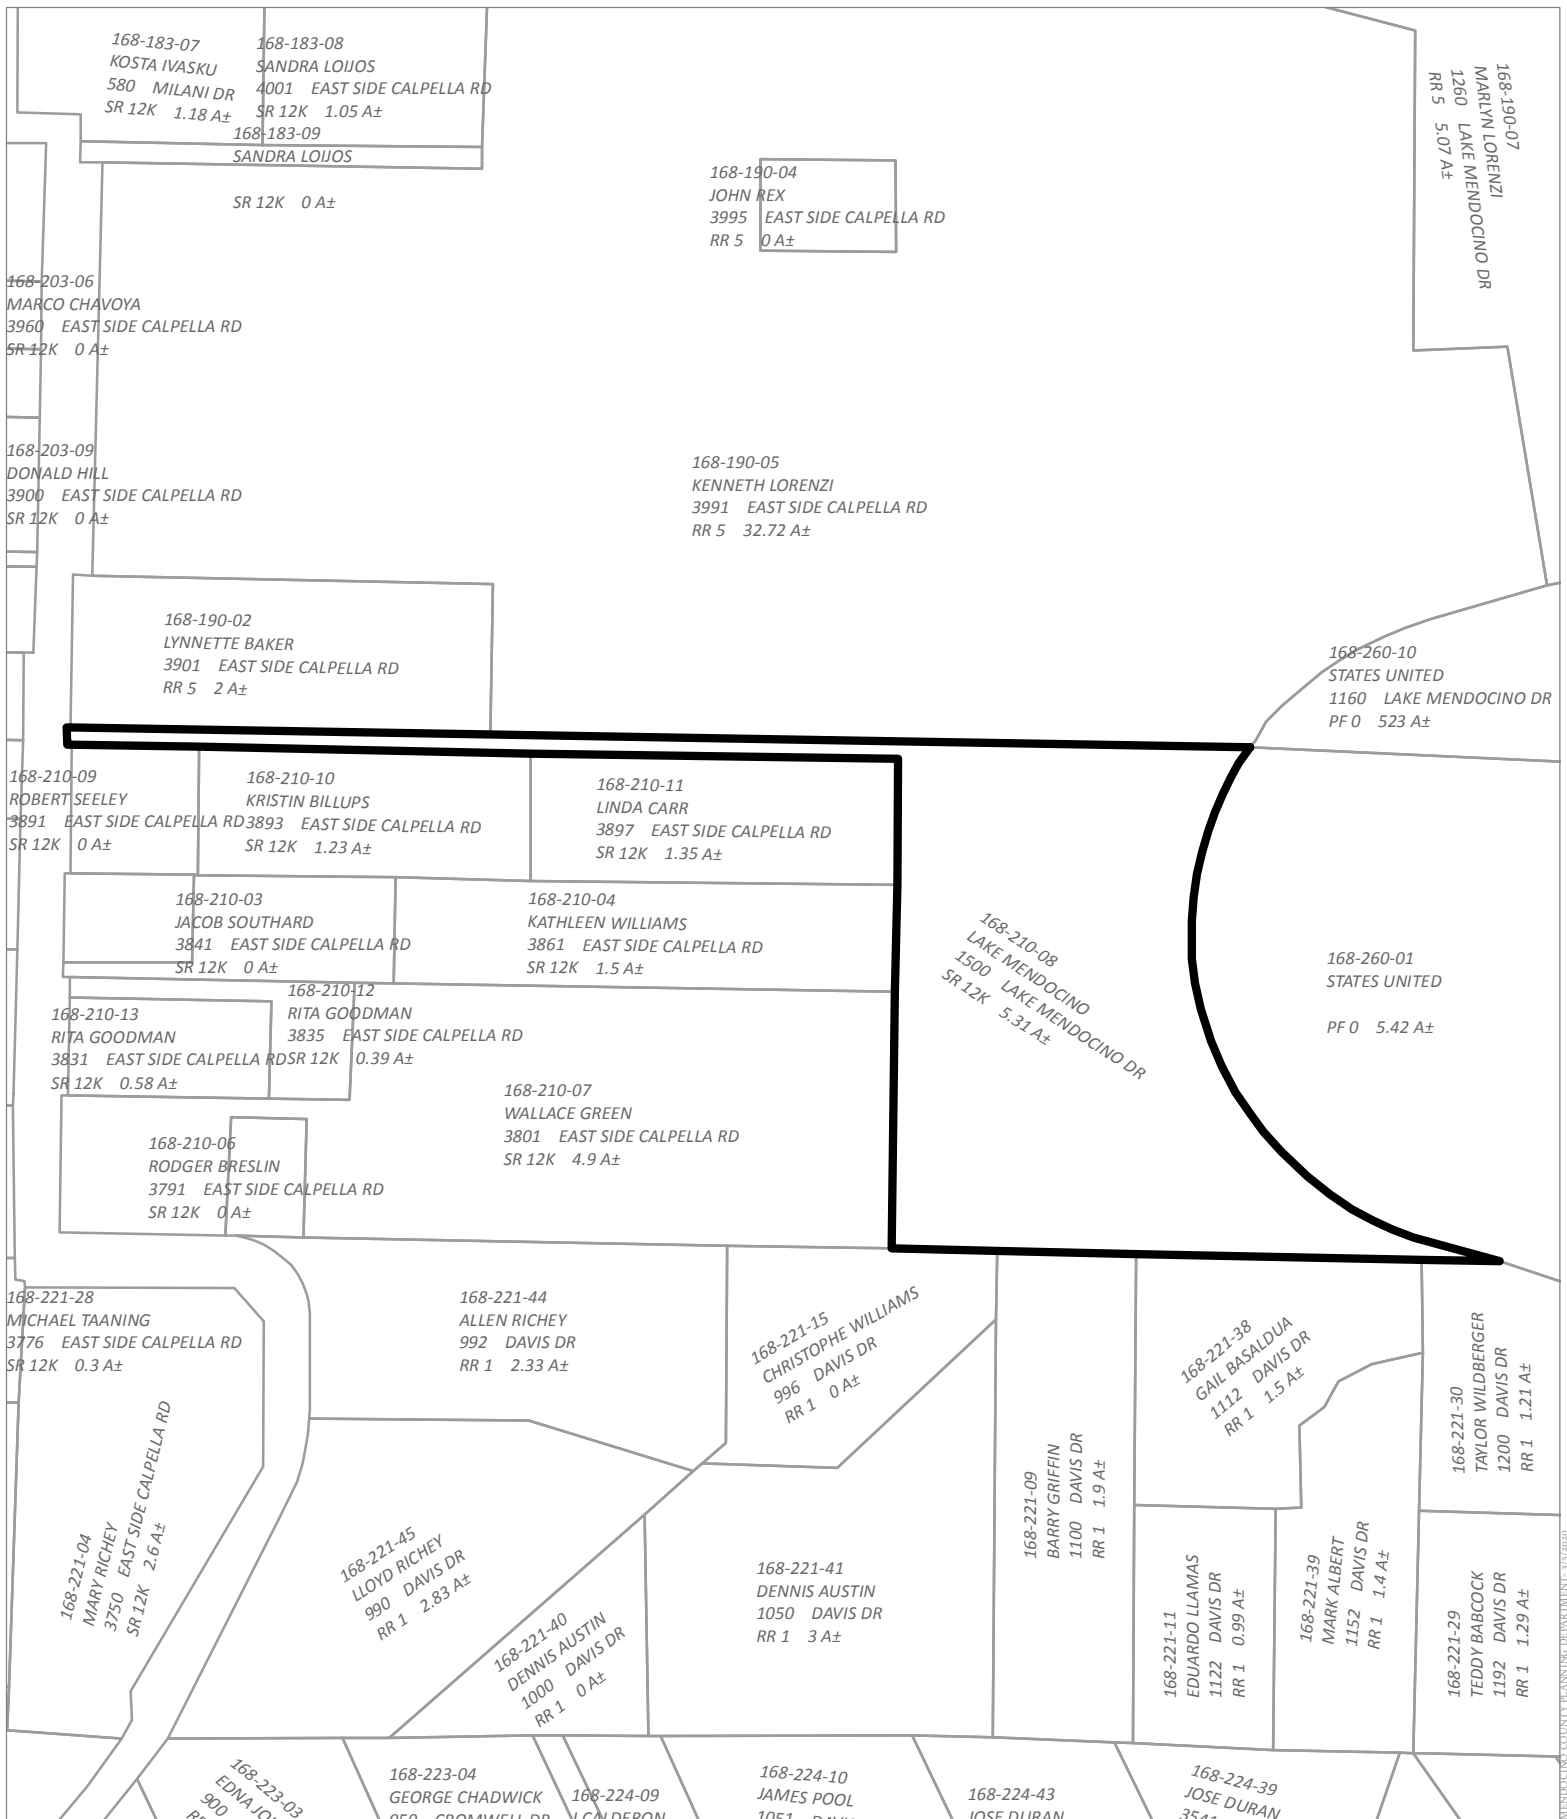 168-183-07
KOSTA IVASKU
580 MILANI DR
SR 12K 1.18 A±
168-183-08
SANDRA LOIJOS
4001 EAST SIDE CALPELLA RD
SR 12K 1.05 A±
168-183-09
SANDRA LOIJOS
SR 12K 0 A±
168-190-04
JOHN REX
3995 EAST SIDE CALPELLA RD
RR 5 0 A±
168-190-07
MARLYN LORENZI
1260 LAKE MENDOCINO DR
RR 5 5.07 A±
168-203-06
MARCO CHAVOYA
3960 EAST SIDE CALPELLA RD
SR 12K 0 A±
168-203-09
DONALD HILL
3900 EAST SIDE CALPELLA RD
SR 12K 0 A±
168-190-05
KENNETH LORENZI
3991 EAST SIDE CALPELLA RD
RR 5 32.72 A±
168-190-02
LYNNETTE BAKER
3901 EAST SIDE CALPELLA RD
RR 5 2 A±
168-260-10
STATES UNITED
1160 LAKE MENDOCINO DR
PF 0 523 A±
168-210-09
ROBERT SEELEY
3891 EAST SIDE CALPELLA RD
SR 12K 0 A±
168-210-10
KRISTIN BILLUPS
3893 EAST SIDE CALPELLA RD
SR 12K 1.23 A±
168-210-11
LINDA CARR
3897 EAST SIDE CALPELLA RD
SR 12K 1.35 A±
168-210-03
JACOB SOUTHARD
3841 EAST SIDE CALPELLA RD
SR 12K 0 A±
168-210-04
KATHLEEN WILLIAMS
3861 EAST SIDE CALPELLA RD
SR 12K 1.5 A±
168-210-08
LAKE MENDOCINO
1500 LAKE MENDOCINO DR
SR 12K 5.31 A±
168-260-01
STATES UNITED
PF 0 5.42 A±
168-210-13
RITA GOODMAN
3831 EAST SIDE CALPELLA RD
SR 12K 0.58 A±
168-210-12
RITA GOODMAN
3835 EAST SIDE CALPELLA RD
SR 12K 0.39 A±
168-210-07
WALLACE GREEN
3801 EAST SIDE CALPELLA RD
SR 12K 4.9 A±
168-210-06
RODGER BRESLIN
3791 EAST SIDE CALPELLA RD
SR 12K 0 A±
168-221-28
MICHAEL TAANING
3776 EAST SIDE CALPELLA RD
SR 12K 0.3 A±
168-221-44
ALLEN RICHEY
992 DAVIS DR
RR 1 2.33 A±
168-221-15
CHRISTOPHE WILLIAMS
996 DAVIS DR
RR 1 0 A±
168-221-38
GAIL BASALDUA
1112 DAVIS DR
RR 1 1.5 A±
168-221-30
TAYLOR WILDBERGER
1200 DAVIS DR
RR 1 1.21 A±
168-221-04
MARY RICHEY
3750 EAST SIDE CALPELLA RD
SR 12K 2.6 A±
168-221-45
LLOYD RICHEY
990 DAVIS DR
RR 1 2.83 A±
168-221-40
DENNIS AUSTIN
1000 DAVIS DR
RR 1 0 A±
168-221-41
DENNIS AUSTIN
1050 DAVIS DR
RR 1 3 A±
168-221-09
BARRY GRIFFIN
1100 DAVIS DR
RR 1 1.9 A±
168-221-11
EDUARDO LLAMAS
1122 DAVIS DR
RR 1 0.99 A±
168-221-39
MARK ALBERT
1152 DAVIS DR
RR 1 1.4 A±
168-221-29
TEDDY BABCOCK
1192 DAVIS DR
RR 1 1.29 A±
168-223-03
EDNA
900
168-223-04
GEORGE CHADWICK
950 CROMWELL DR
168-224-09
J CALDERON
168-224-10
JAMES POOL
1051 DAVIS
168-224-43
JOSE DURAN
168-224-39
JOSE DURAN
3541
COUNTY PLANNING DEPARTMENT- 3/5/2020